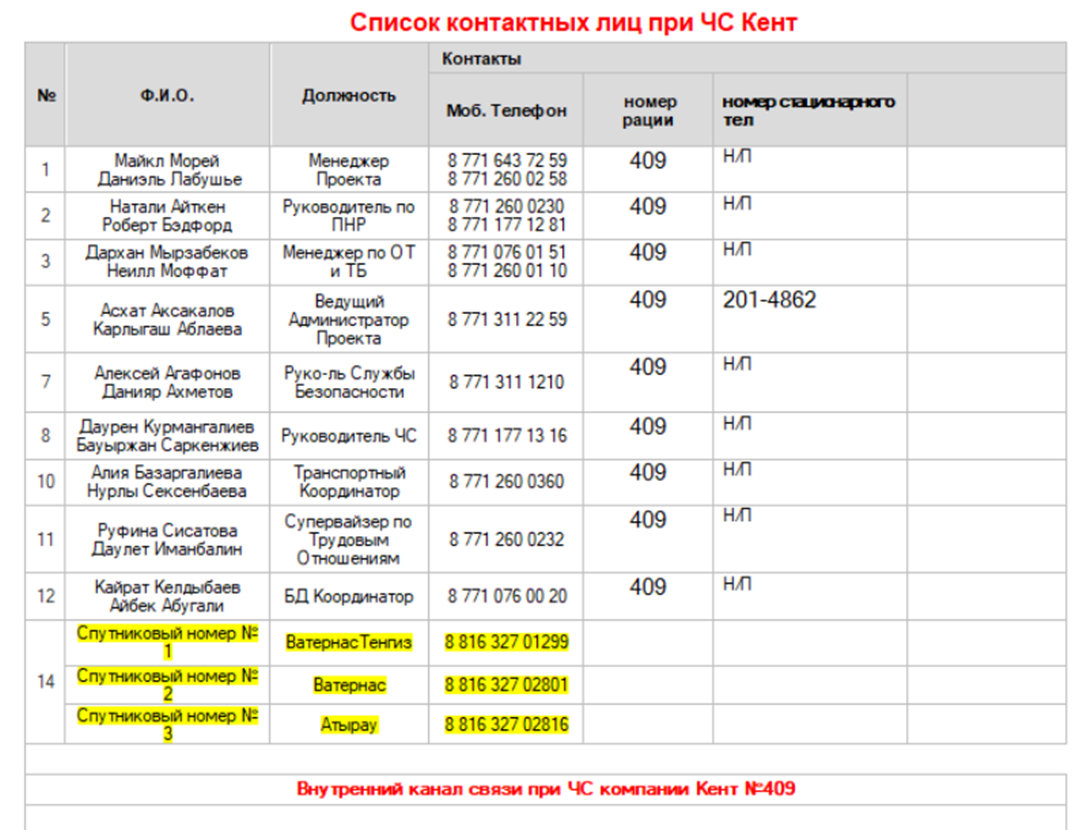 Список контактных лиц при ЧС Кент
№ Ф.И.О. Должность Контакты
Моб. Телефон номер рации номер стационарного тел
1 Майкл Морей Даниэль Лабушье Менеджер Проекта 8 771 643 72 59 8 771 260 02 58 409 Н/П
2 Натали Айткен Роберт Бэдфорд Руководитель по ПНР 8 771 260 0230 8 771 177 12 81 409 Н/П
3 Дархан Мырзабеков Неилл Моффат Менеджер по ОТ и ТБ 8 771 076 01 51 8 771 260 01 10 409 Н/П
5 Асхат Аксакалов Карлыгаш Аблаева Ведущий Администратор Проекта 8 771 311 22 59 409 201-4862
7 Алексей Агафонов Данияр Ахметов Руко-ль Службы Безопасности 8 771 311 1210 409 Н/П
8 Даурен Курмангалиев Бауыржан Саркенжиев Руководитель ЧС 8 771 177 13 16 409 Н/П
10 Алия Базаргалиева Нурлы Сексенбаева Транспортный Координатор 8 771 260 0360 409 Н/П
11 Руфина Сисатова Даулет Иманбалин Супервайзер по Трудовым Отношениям 8 771 260 0232 409 Н/П
12 Кайрат Келдыбаев Айбек Абугали БД Координатор 8 771 076 00 20 409 Н/П
14 Спутниковый номер № 1 ВатернасТенгиз 8 816 327 01299
Спутниковый номер № 2 Ватернас 8 816 327 02801
Спутниковый номер № 3 Атырау 8 816 327 02816
Внутренний канал связи при ЧС компании Кент №409